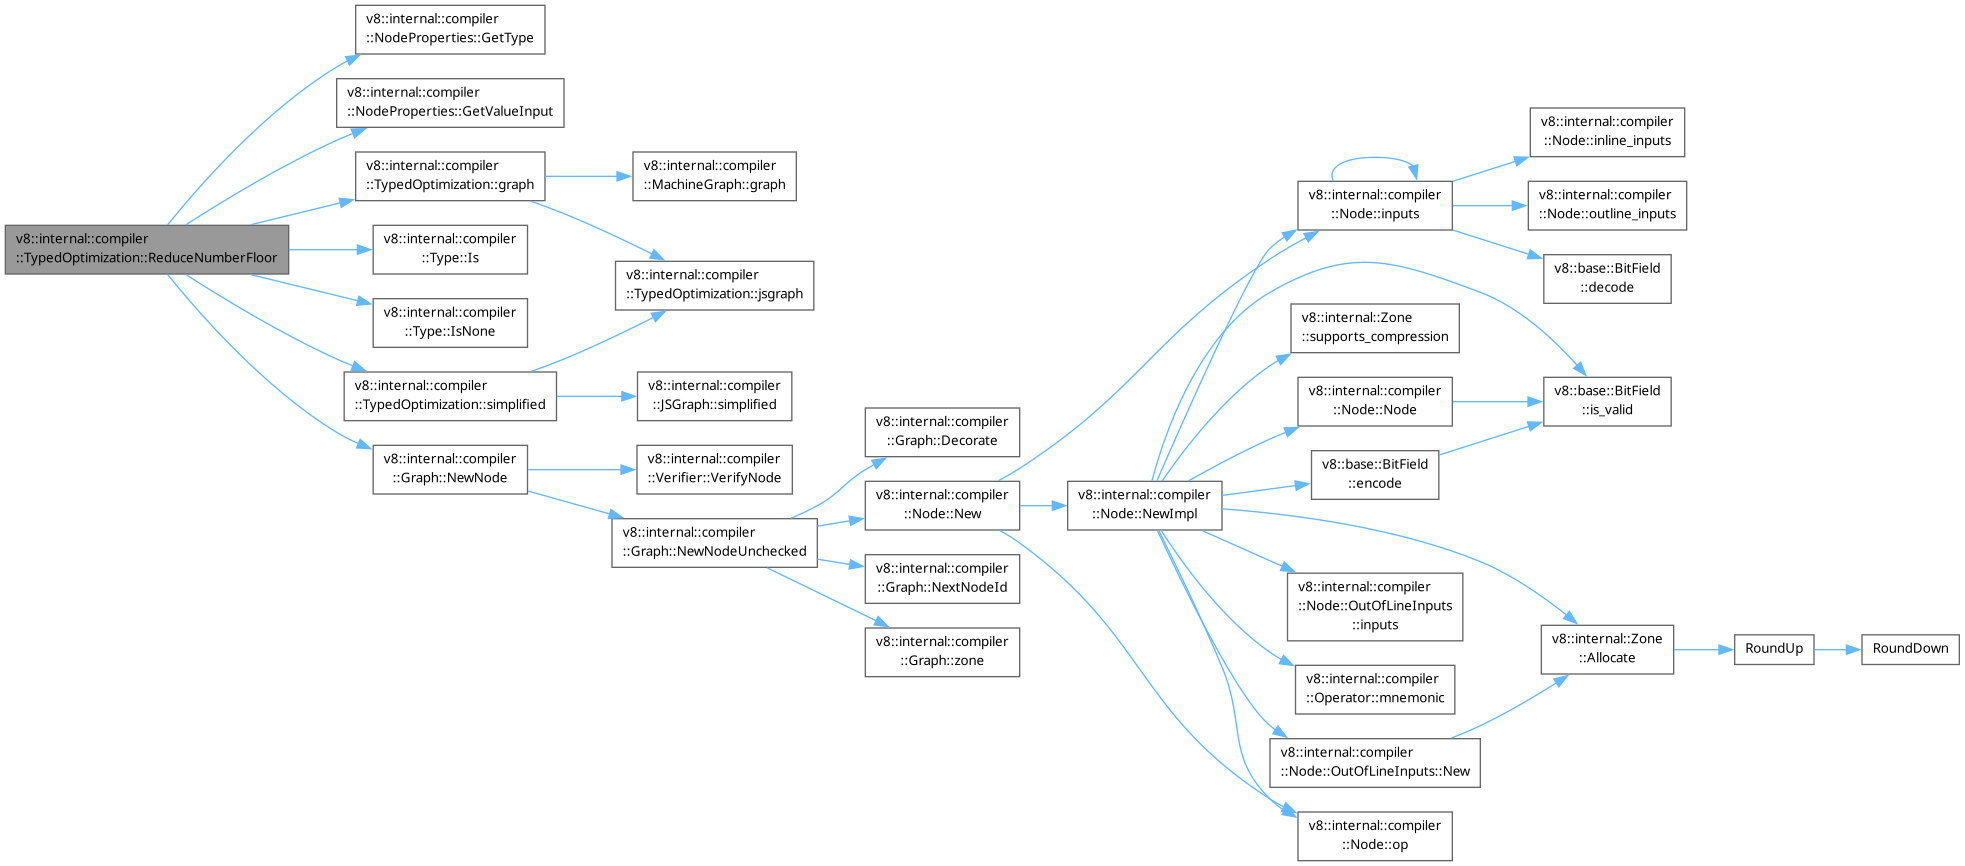 v8::internal::compiler
::TypedOptimization::ReduceNumberFloor
v8::internal::compiler
::NodeProperties::GetType
v8::internal::compiler
::NodeProperties::GetValueInput
v8::internal::compiler
::TypedOptimization::graph
v8::internal::compiler
::Type::Is
v8::internal::compiler
::Type::IsNone
v8::internal::compiler
::TypedOptimization::simplified
v8::internal::compiler
::Graph::NewNode
v8::internal::compiler
::MachineGraph::graph
v8::internal::compiler
::TypedOptimization::jsgraph
v8::internal::compiler
::JSGraph::simplified
v8::internal::compiler
::Verifier::VerifyNode
v8::internal::compiler
::Graph::NewNodeUnchecked
v8::internal::compiler
::Graph::Decorate
v8::internal::compiler
::Node::New
v8::internal::compiler
::Graph::NextNodeId
v8::internal::compiler
::Graph::zone
v8::internal::compiler
::Node::NewImpl
v8::internal::compiler
::Node::inputs
v8::internal::Zone
::supports_compression
v8::internal::compiler
::Node::Node
v8::base::BitField
::encode
v8::internal::compiler
::Node::OutOfLineInputs
::inputs
v8::internal::compiler
::Operator::mnemonic
v8::internal::compiler
::Node::OutOfLineInputs::New
v8::internal::compiler
::Node::op
v8::internal::compiler
::Node::inline_inputs
v8::internal::compiler
::Node::outline_inputs
v8::base::BitField
::decode
v8::base::BitField
::is_valid
v8::internal::Zone
::Allocate
RoundUp
RoundDown